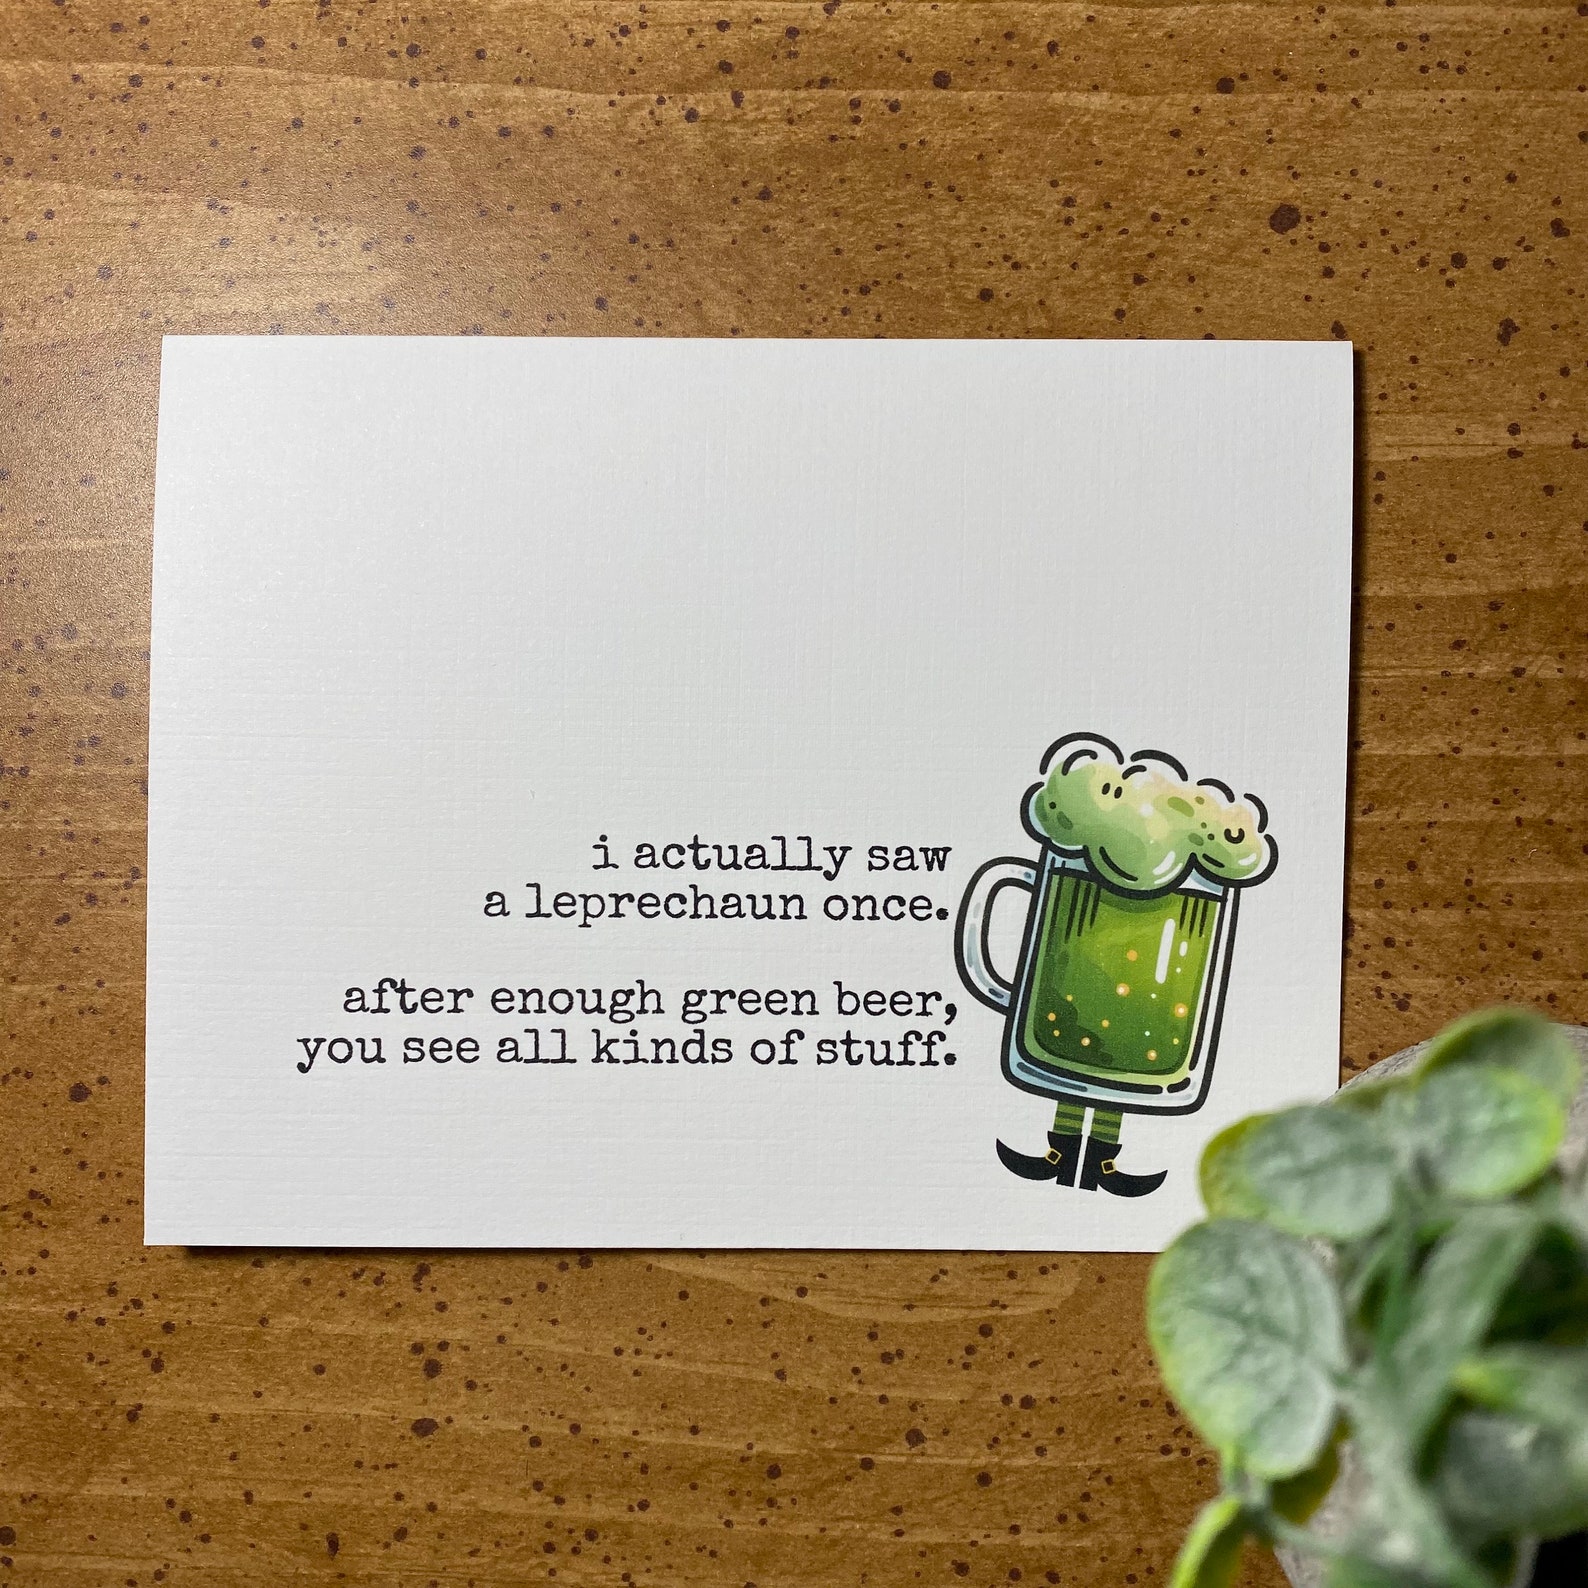 i actually saw
a leprechaun once.
after enough green beer,
you see all kinds of stuff.